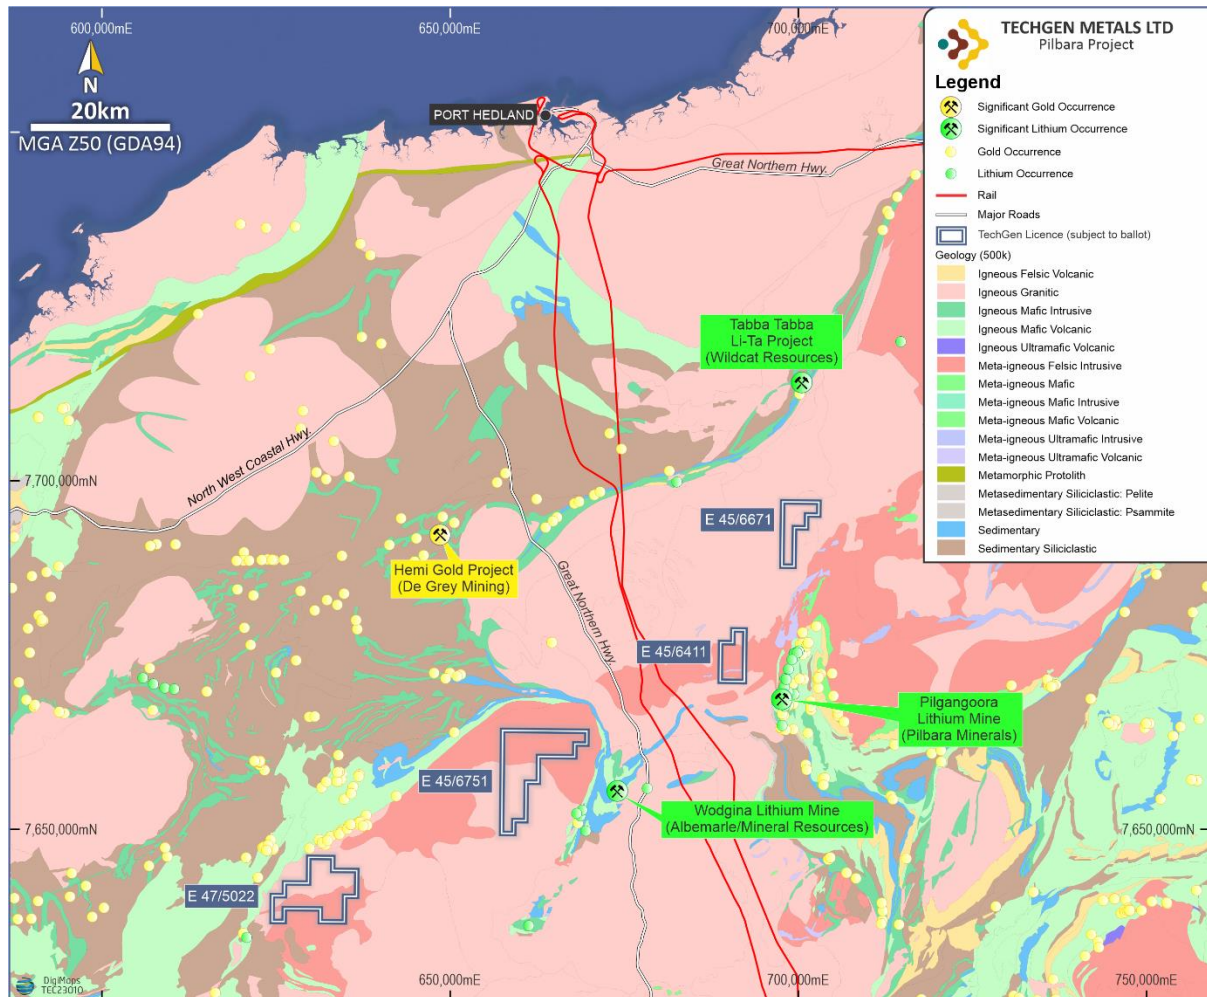 600,000mE
650,000mE
700,000mE
N
20km
MGA Z50 (GDA94)
PORT HEDLAND
Great Northern Hwy.
TECHGEN METALS LTD
Pilbara Project
Legend
Significant Gold Occurrence
Significant Lithium Occurrence
Gold Occurrence
Lithium Occurrence
Rail
Major Roads
TechGen Licence (subject to ballot)
Geology (500k)
Igneous Felsic Volcanic
Igneous Granitic
Igneous Mafic Intrusive
Igneous Mafic Volcanic
Igneous Ultramafic Volcanic
Meta-igneous Felsic Intrusive
Meta-igneous Mafic
Meta-igneous Mafic Intrusive
Meta-igneous Mafic Volcanic
Meta-igneous Ultramafic Intrusive
Meta-igneous Ultramafic Volcanic
Metamorphic Protolith
Metasedimentary Siliciclastic: Pelite
Metasedimentary Siliciclastic: Psammite
Sedimentary
Sedimentary Siliciclastic
Tabba Tabba
Li-Ta Project
(Wildcat Resources)
North West Coastal Hwy.
7,700,000mN
E 45/6671
Hemi Gold Project
(De Grey Mining)
Great Northern Hwy.
E 45/6411
Pilgangoora
Lithium Mine
(Pilbara Minerals)
E 45/6751
Wodgina Lithium Mine
(Albemarle/Mineral Resources)
7,650,000mN
7,650,000mN
E 47/5022
650,000mE
700,000mE
750,000mE
DigiMaps
TEC23010